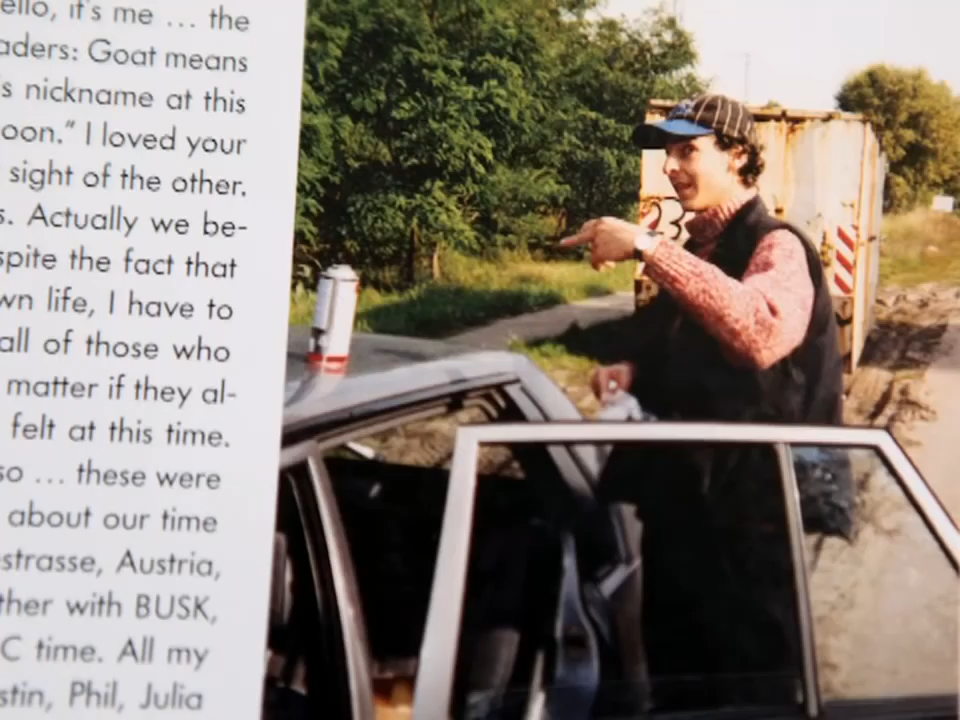 ello, it's me … the
aders: Goat means
s nickname at this
oon." I loved your
sight of the other.
s. Actually we be-
spite the fact that
wn life, I have to
all of those who
matter if they al-
felt at this time.
so … these were
about our time
strasse, Austria,
ther with BUSK,
C time. All my
stin, Phil, Julia
23